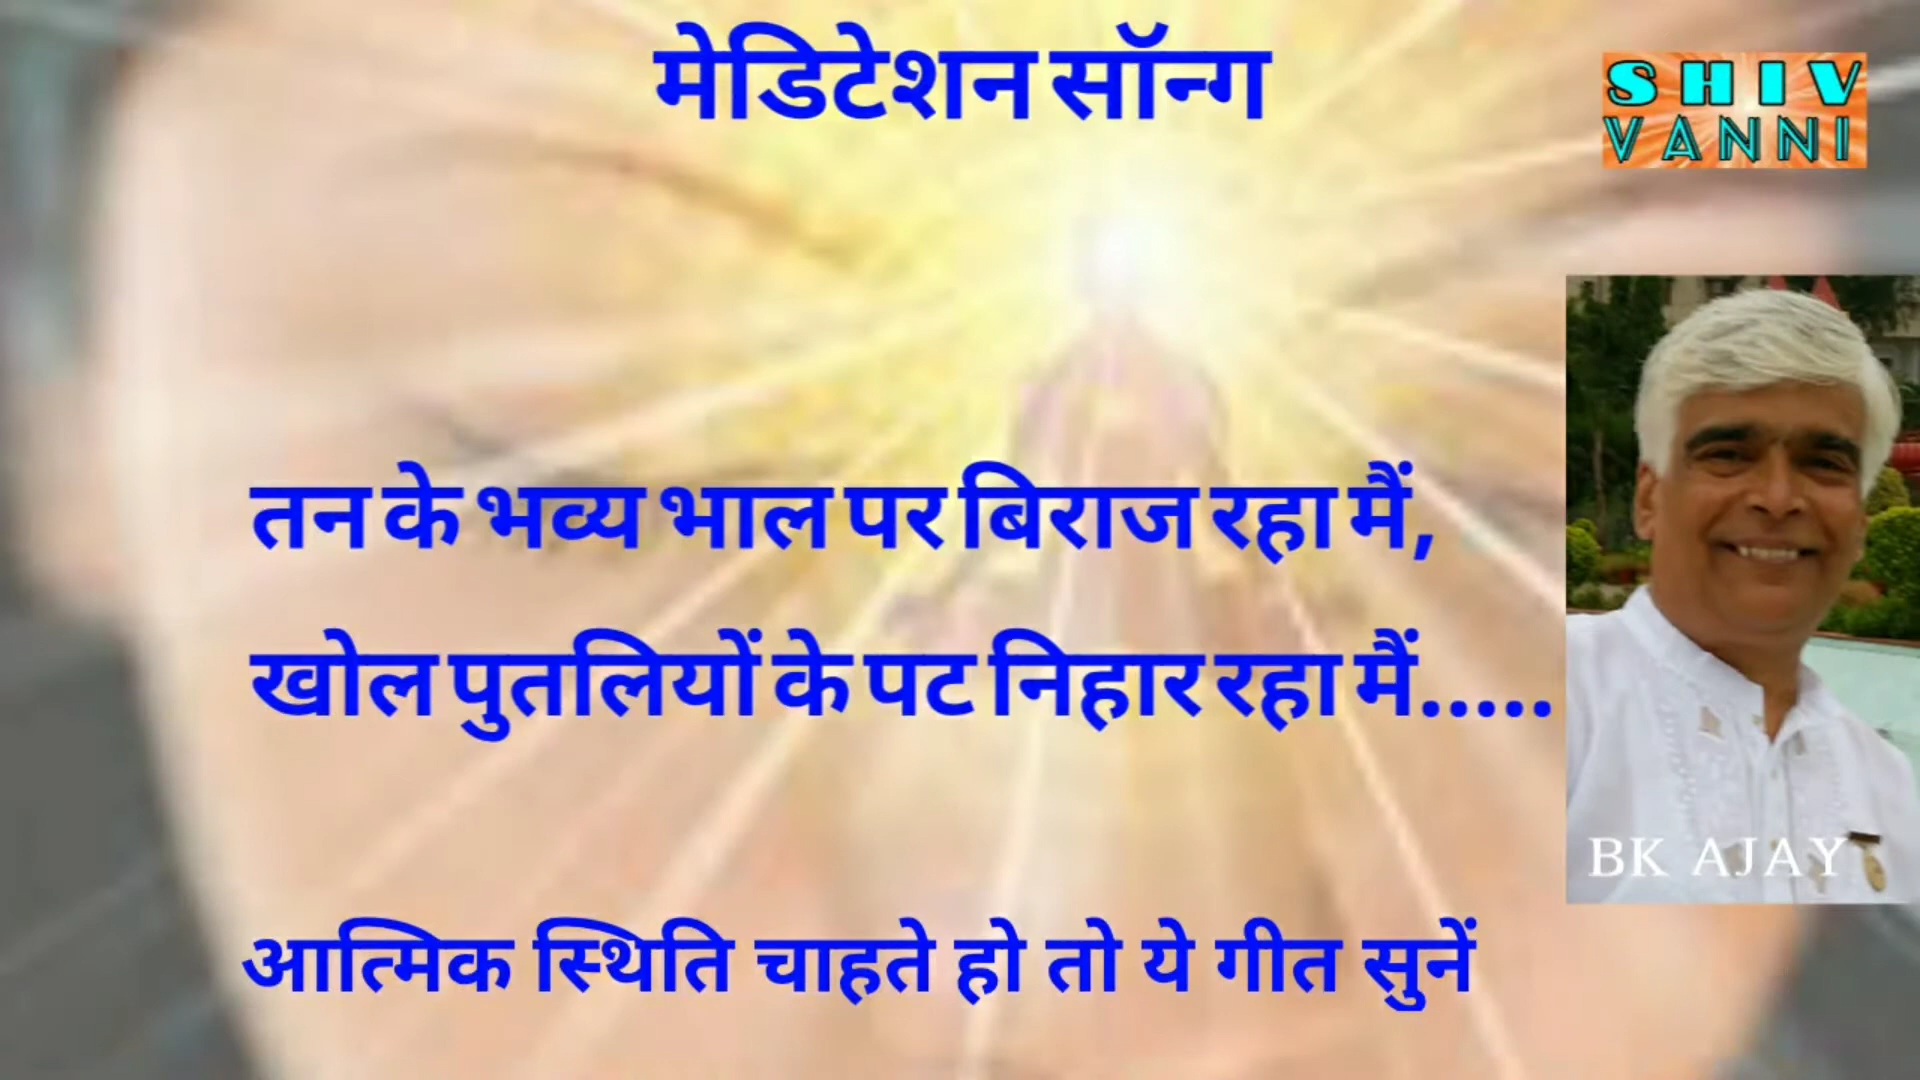 मेडिटेशन सॉन्ग
SHIV
VANNI
तन के भव्य भाल पर बिराज रहा मैं,
खोल पुतलियों के पट निहार रहा मैं.....
BK AJAY
आत्मिक स्थिति चाहते हो तो ये गीत सुनें